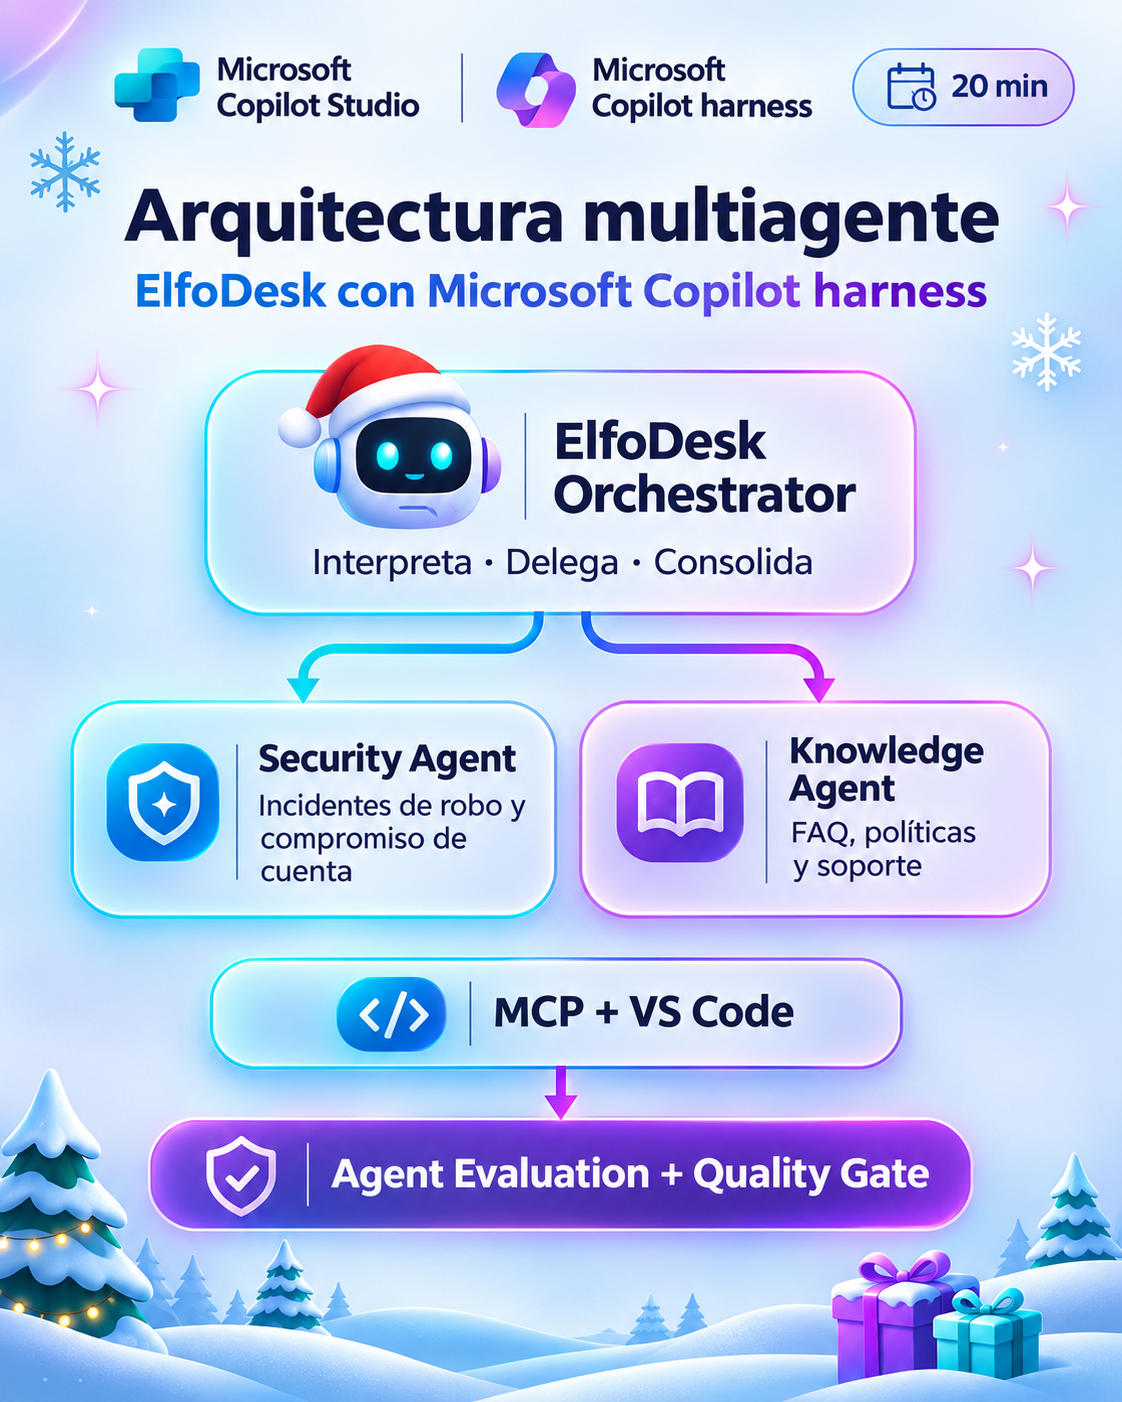 Microsoft
Copilot Studio
Microsoft
Copilot harness
20 min
Arquitectura multiagente
ElfoDesk con Microsoft Copilot harness
ElfoDesk
Orchestrator
Interpreta · Delega · Consolida
Security Agent
Incidentes de robo y
compromiso de
cuenta
Knowledge
Agent
FAQ, políticas
y soporte
</> MCP + VS Code
Agent Evaluation + Quality Gate